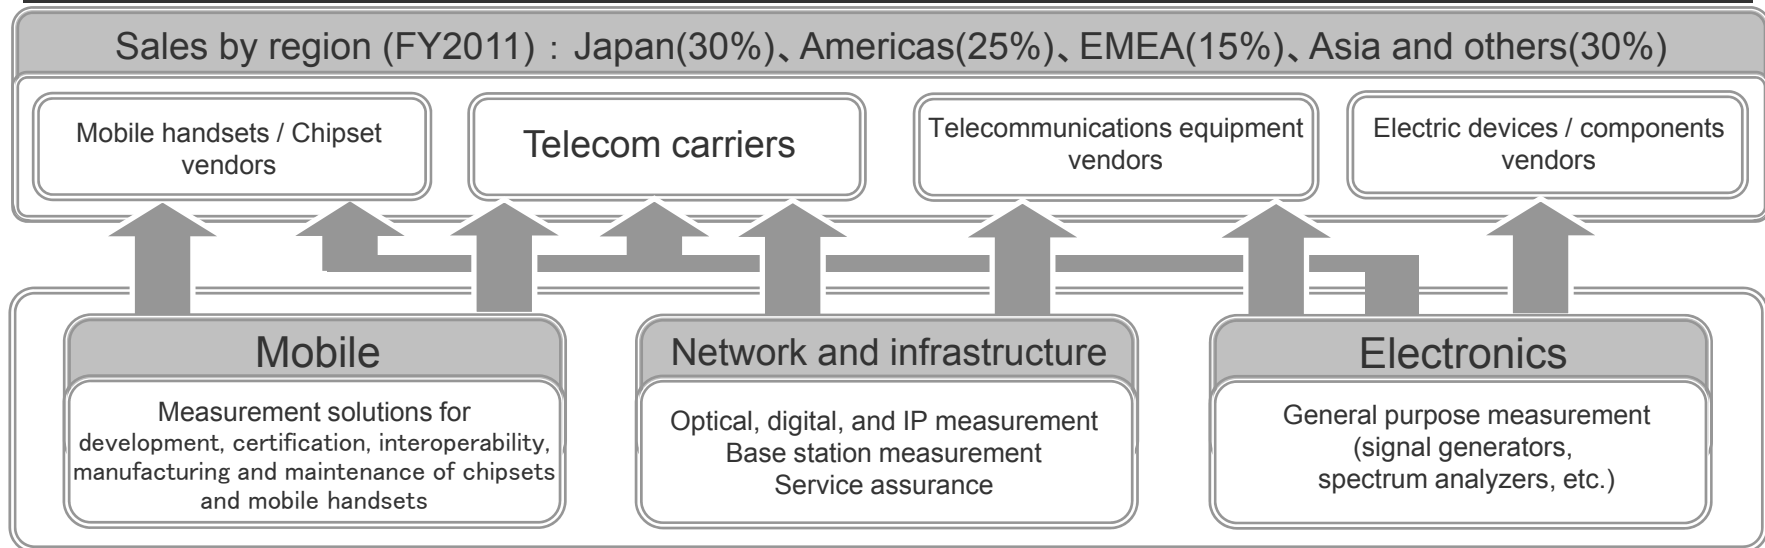 Sales by region (FY2011)：Japan(30%)、Americas(25%)、EMEA(15%)、Asia and others(30%)
Mobile handsets / Chipset
vendors
Telecom carriers
Telecommunications equipment
vendors
Electric devices / components
vendors
Mobile
Measurement solutions for
development, certification, interoperability,
manufacturing and maintenance of chipsets
and mobile handsets
Network and infrastructure
Optical, digital, and IP measurement
Base station measurement
Service assurance
Electronics
General purpose measurement
(signal generators,
spectrum analyzers, etc.)